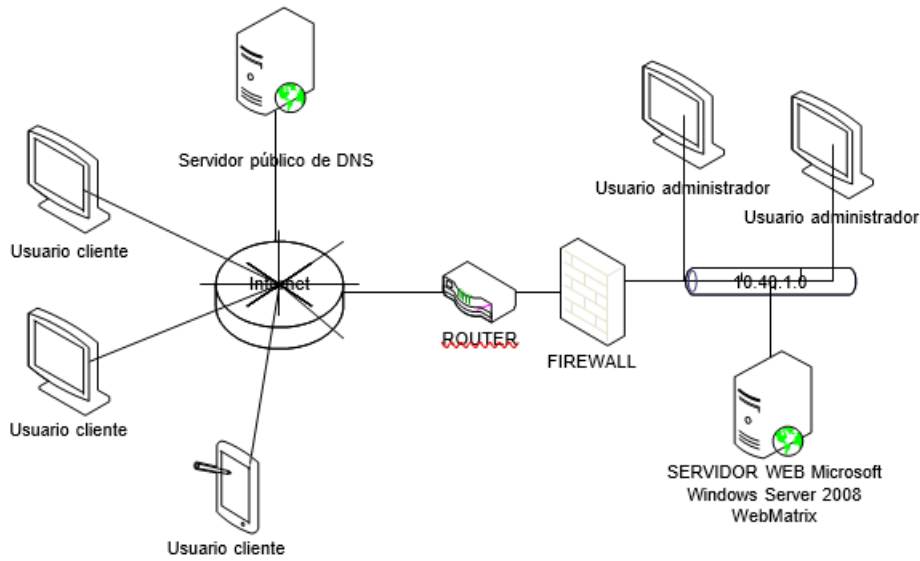 Servidor público de DNS
Usuario cliente
Usuario administrador
Usuario administrador
Internet
10.40.1.0
ROUTER
FIREWALL
Usuario cliente
SERVIDOR WEB Microsoft
Windows Server 2008
WebMatrix
Usuario cliente